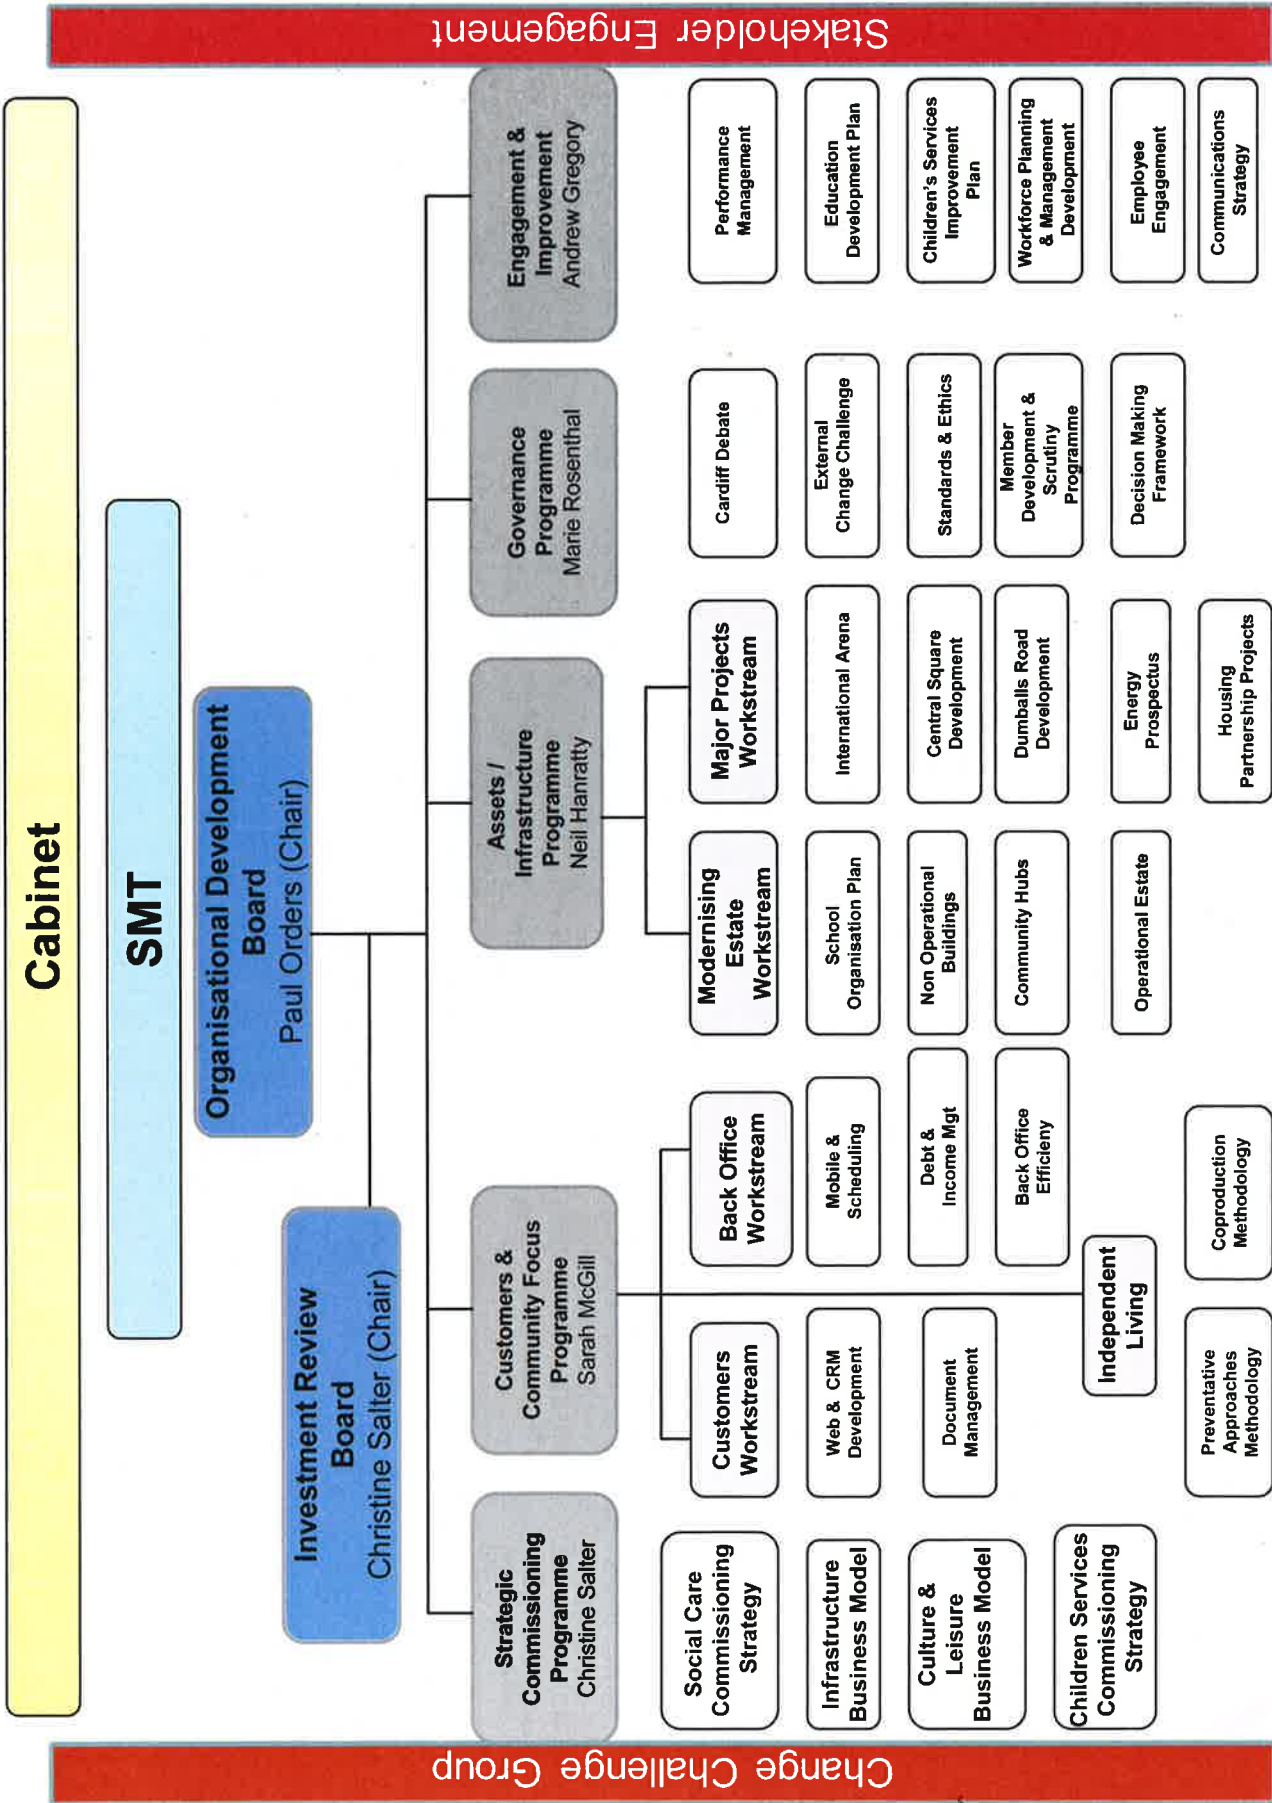 Cabinet
SMT
Organisational Development
Board
Paul Orders (Chair)
Investment Review
Board
Christine Salter (Chair)
Change Challenge Group
Stakeholder Engagement
Strategic
Commissioning
Programme
Christine Salter
Social Care
Commissioning
Strategy
Infrastructure
Business Model
Culture &
Leisure
Business Model
Children Services
Commissioning
Strategy
Customers &
Community Focus
Programme
Sarah McGill
Customers
Workstream
Web & CRM
Development
Document
Management
Back Office
Workstream
Mobile &
Scheduling
Debt &
Income Mgt
Back Office
Efficieny
Independent
Living
Preventative
Approaches
Methodology
Coproduction
Methodology
Assets /
Infrastructure
Programme
Neil Hanratty
Modernising
Estate
Workstream
School
Organisation Plan
Non Operational
Buildings
Community Hubs
Operational Estate
Major Projects
Workstream
International Arena
Central Square
Development
Dumballs Road
Development
Energy
Prospectus
Housing
Partnership Projects
Governance
Programme
Marie Rosenthal
Cardiff Debate
External
Change Challenge
Standards & Ethics
Member
Development &
Scrutiny
Programme
Decision Making
Framework
Engagement &
Improvement
Andrew Gregory
Performance
Management
Education
Development Plan
Children's Services
Improvement
Plan
Workforce Planning
& Management
Development
Employee
Engagement
Communications
Strategy